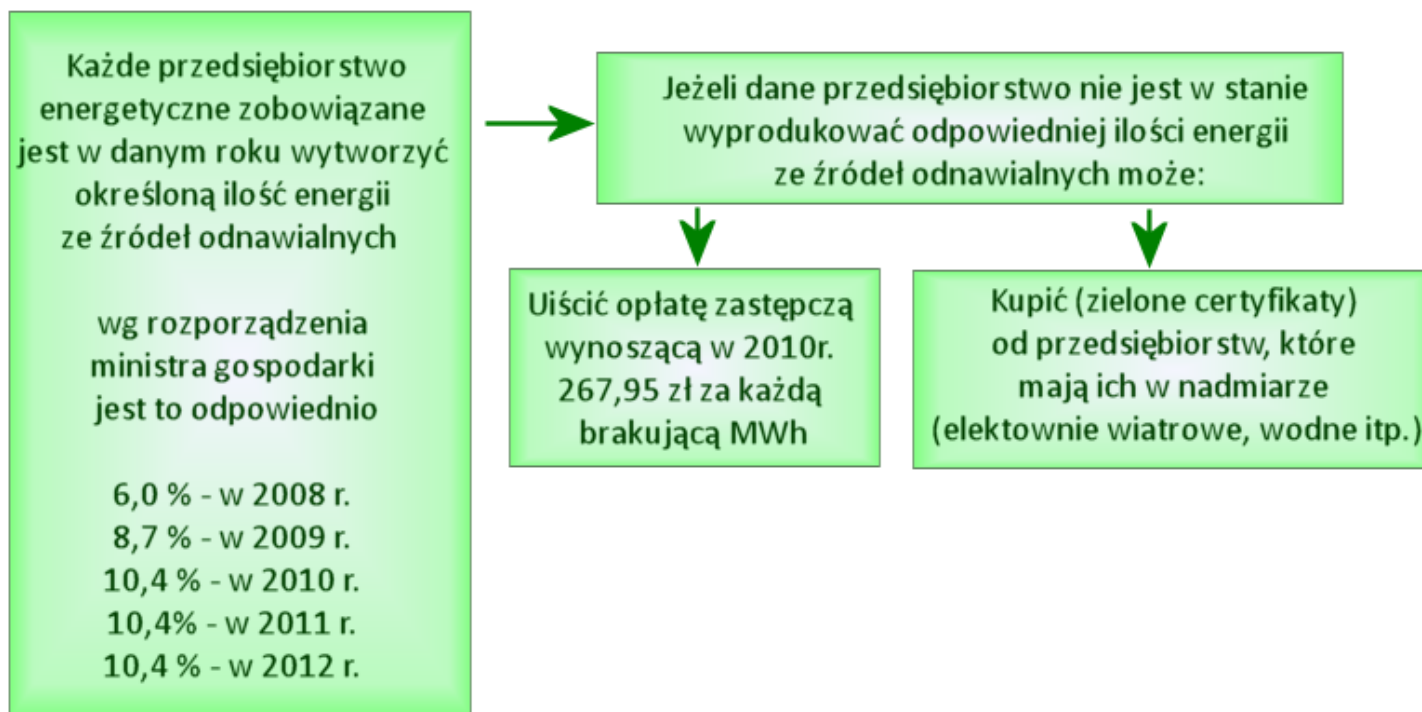 Każde przedsiębiorstwo
energetyczne zobowiązane
jest w danym roku wytworzyć
określoną ilość energii
ze źródeł odnawialnych
wg rozporządzenia
ministra gospodarki
jest to odpowiednio
6,0 % - w 2008 r.
8,7 % - w 2009 r.
10,4 % - w 2010 r.
10,4% - w 2011 r.
10,4 % - w 2012 r.
Jeżeli dane przedsiębiorstwo nie jest w stanie
wyprodukować odpowiedniej ilości energii
ze źródeł odnawialnych może:
Uiścić opłatę zastępczą
wynoszącą w 2010r.
267,95 zł za każdą
brakującą MWh
Kupić (zielone certyfikaty)
od przedsiębiorstw, które
mają ich w nadmiarze
(elektownie wiatrowe, wodne itp.)